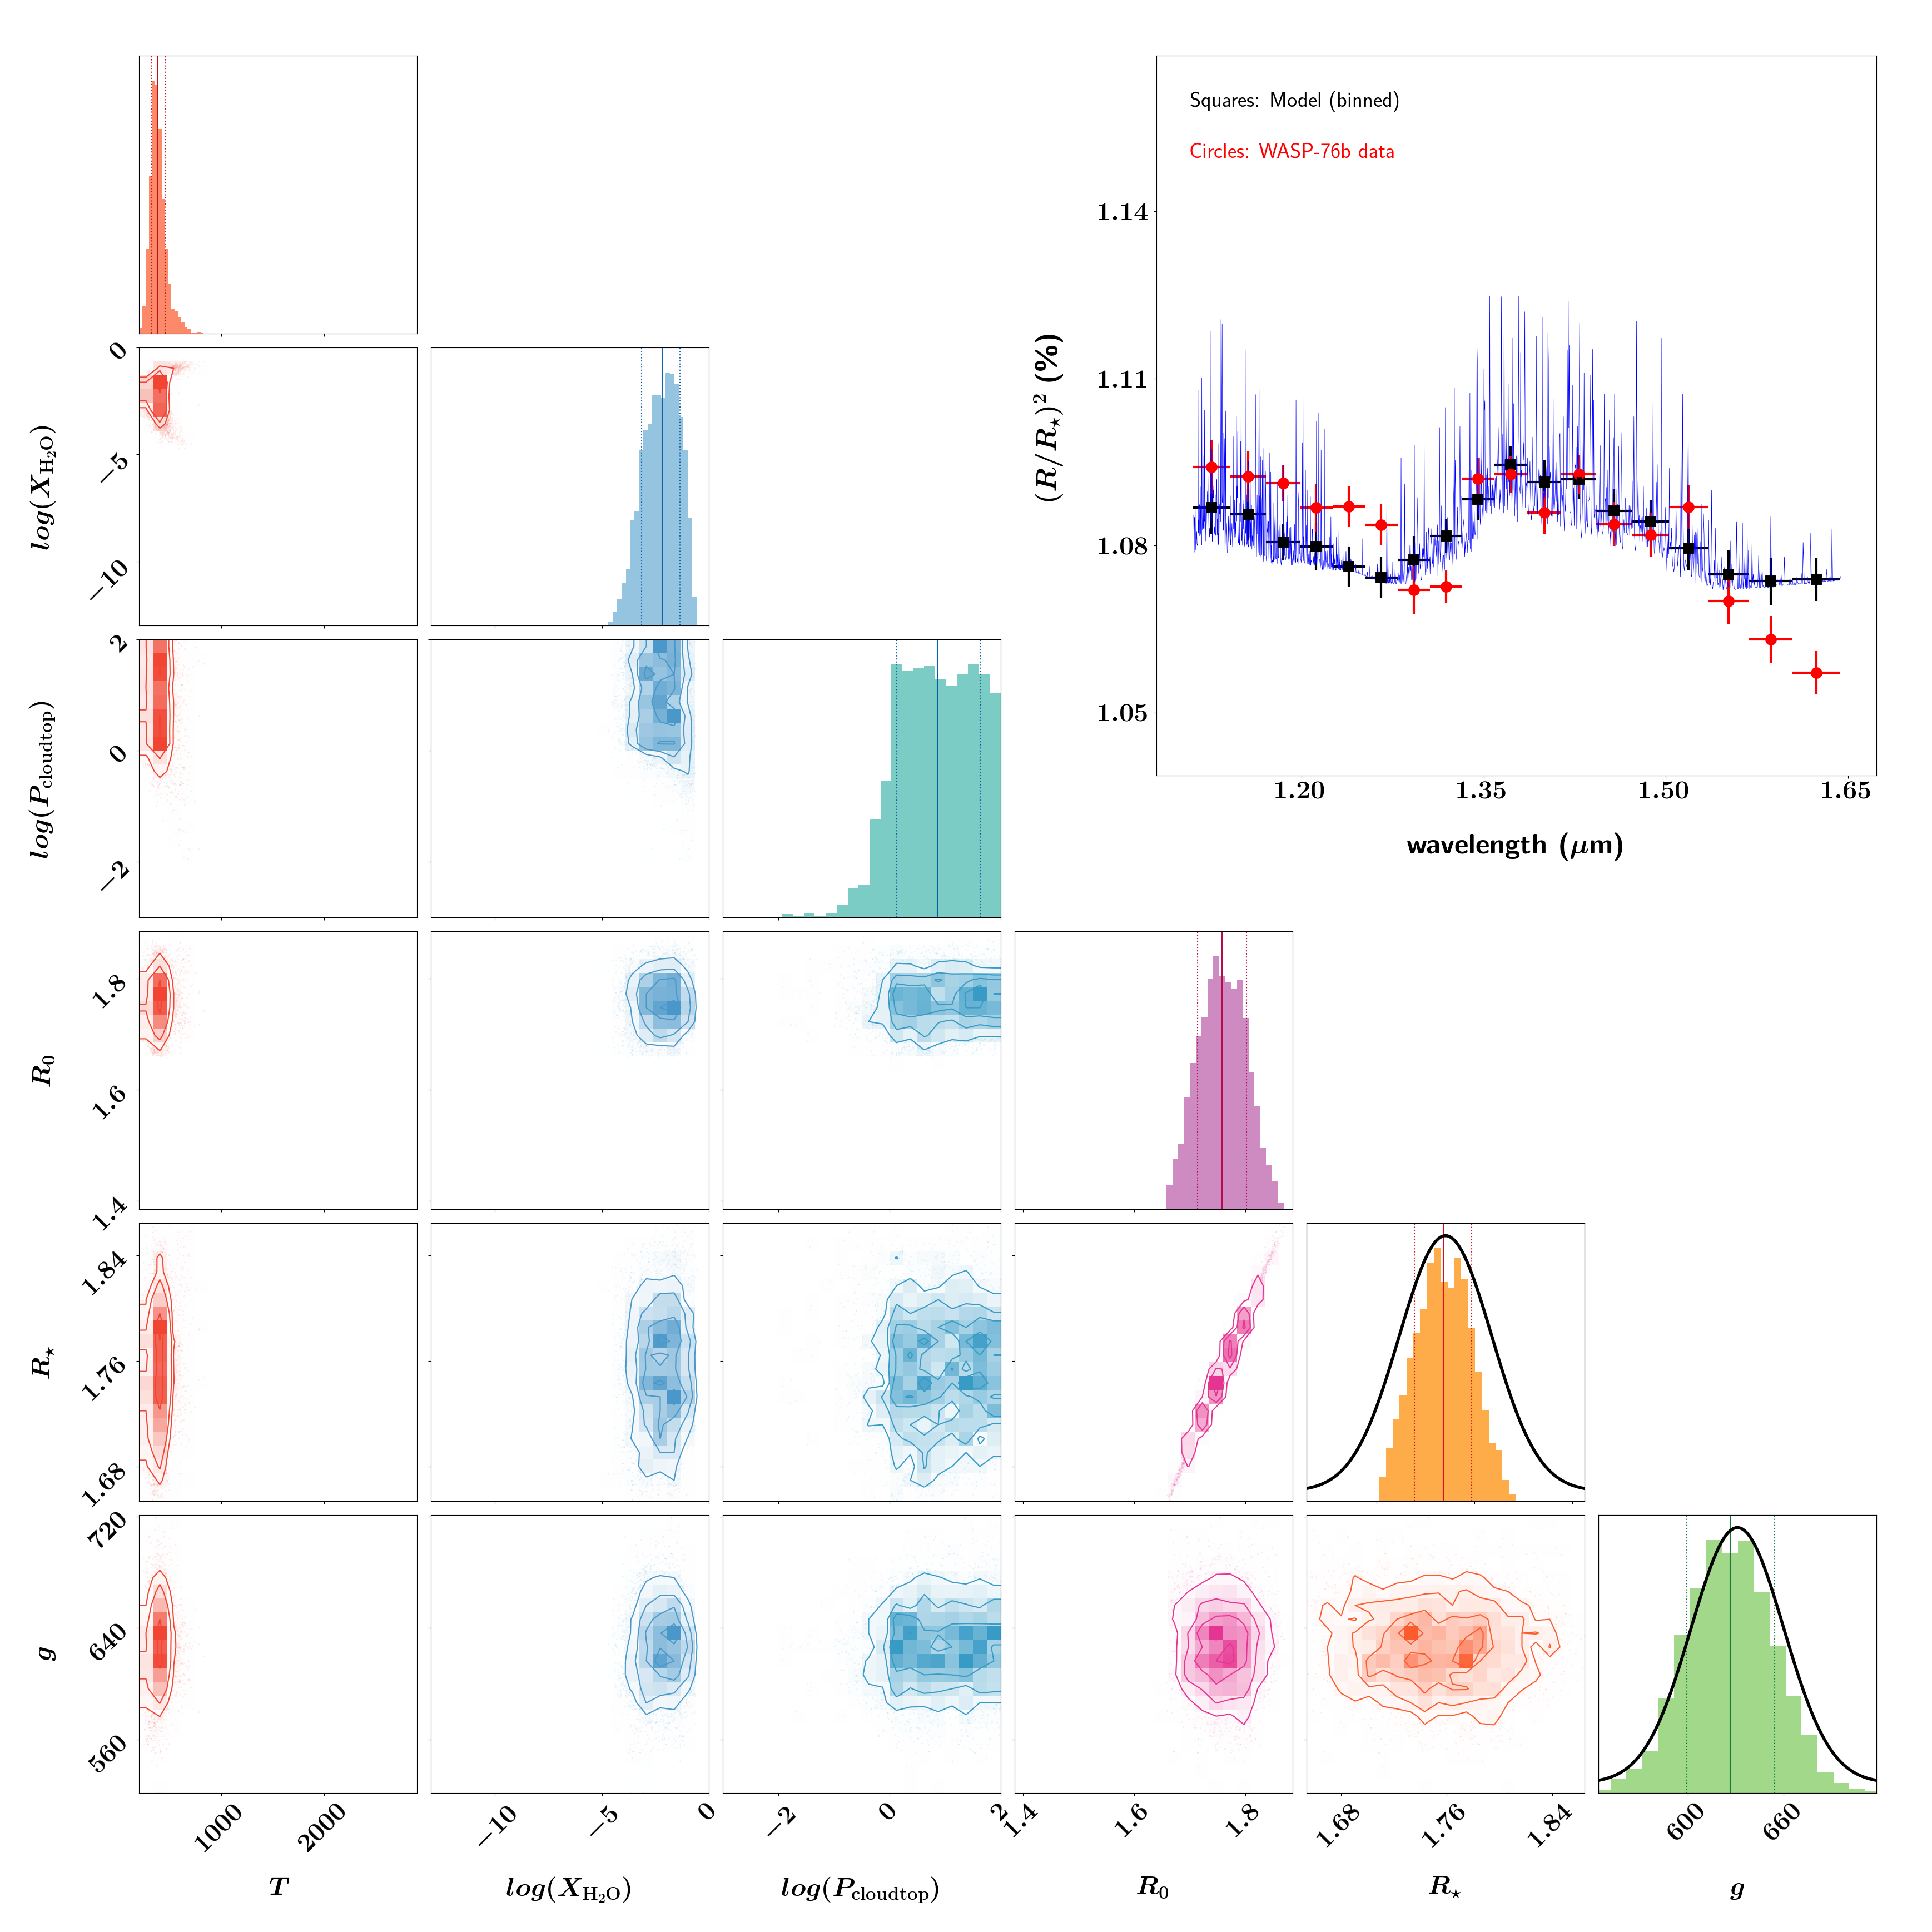 Squares: Model (binned)
Circles: WASP-76b data
(R/R⋆)² (%)
1.14
1.11
1.08
1.05
1.20 1.35 1.50 1.65
wavelength (μm)
log(X_H₂O)
0
−5
−10
log(P_cloudtop)
2
0
−2
R₀
1.8
1.6
1.4
R⋆
1.84
1.76
1.68
g
720
640
560
1000 2000 −10 −5 0 −2 0 2 1.4 1.6 1.8 1.68 1.76 1.84 600 660
T log(X_H₂O) log(P_cloudtop) R₀ R⋆ g